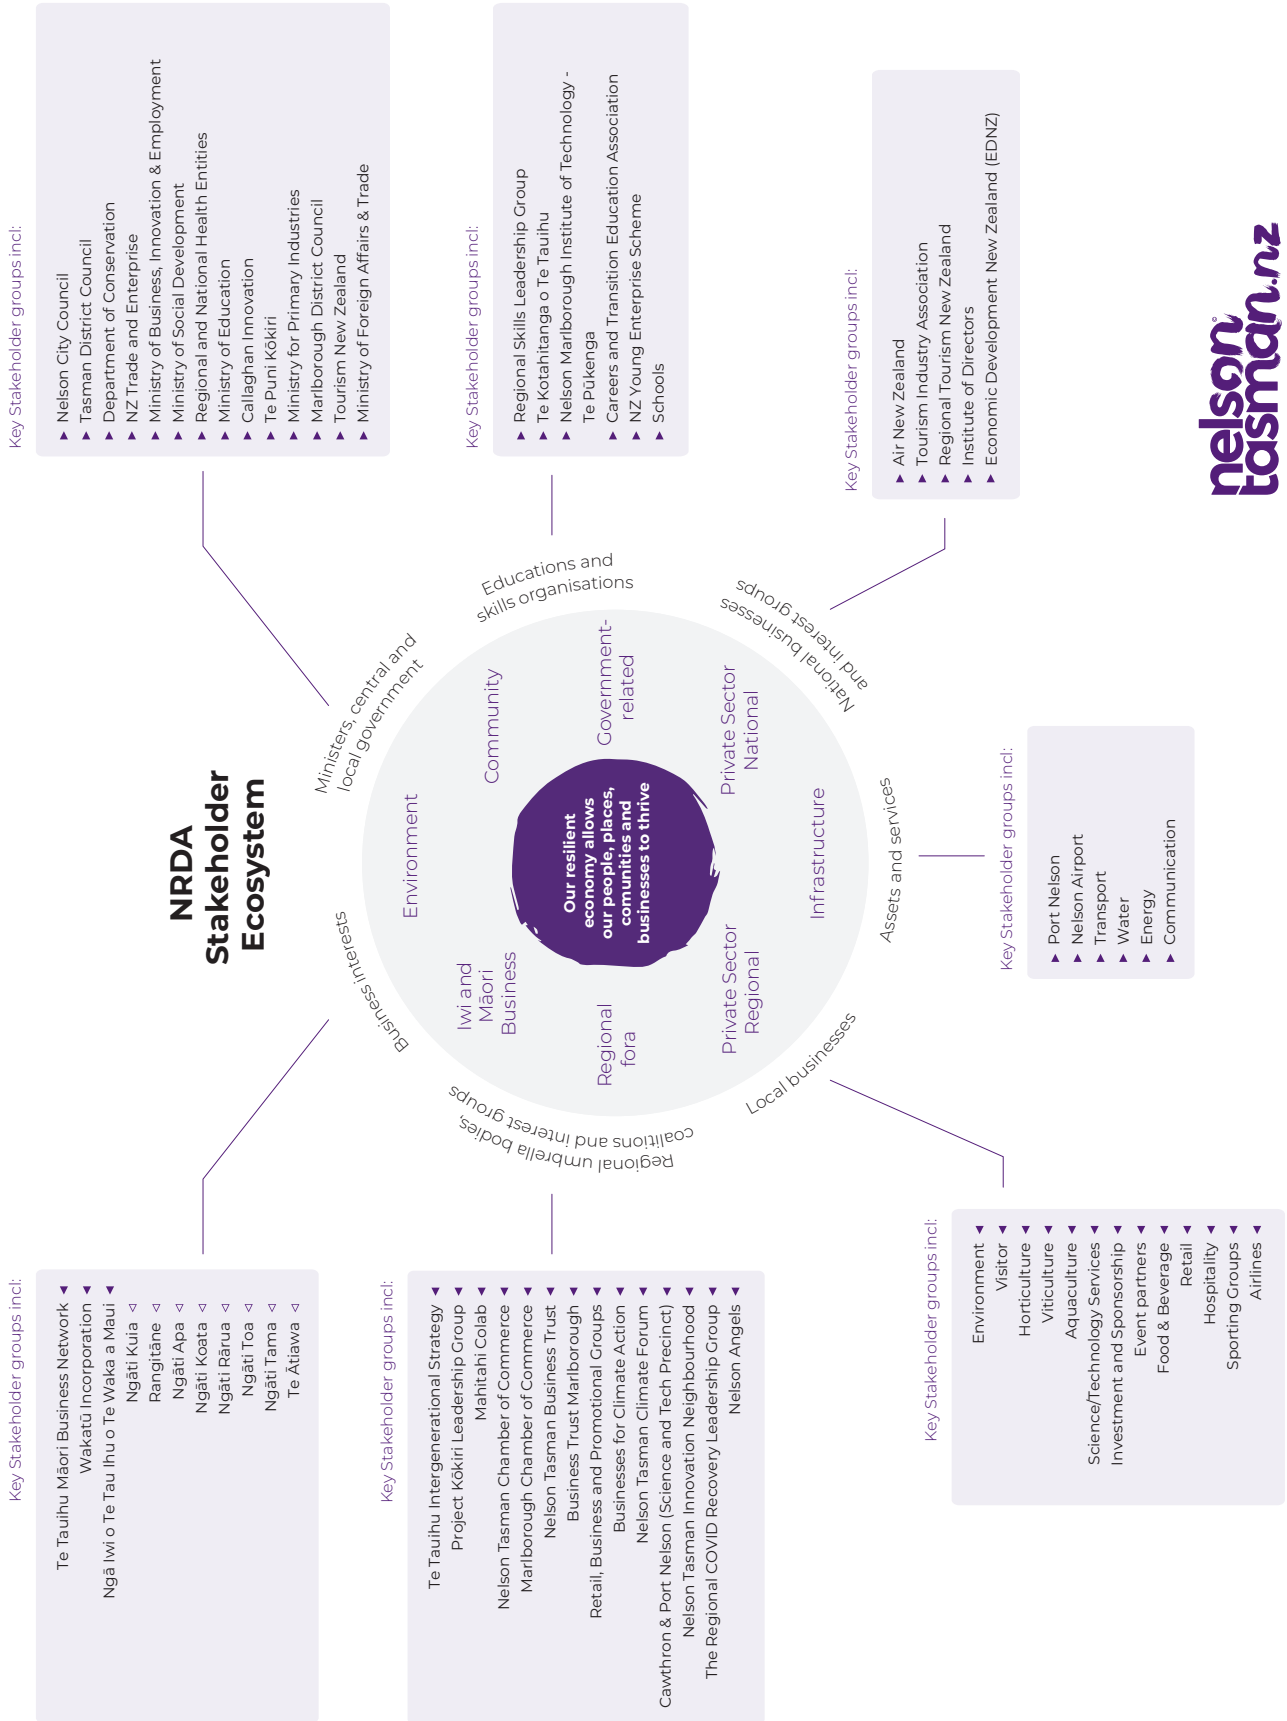 NRDA
Stakeholder
Ecosystem
Key Stakeholder groups incl:
Te Tauihu Māori Business Network
Wakatū Incorporation
Ngā Iwi o Te Tau Ihu o Te Waka a Maui
Ngāti Kuia
Rangitāne
Ngāti Apa
Ngāti Koata
Ngāti Rārua
Ngāti Toa
Ngāti Tama
Te Ātiawa
Key Stakeholder groups incl:
Te Tauihu Intergenerational Strategy
Project Kōkiri Leadership Group
Mahitahi Colab
Nelson Tasman Chamber of Commerce
Marlborough Chamber of Commerce
Nelson Tasman Business Trust
Business Trust Marlborough
Retail, Business and Promotional Groups
Businesses for Climate Action
Nelson Tasman Climate Forum
Cawthron & Port Nelson (Science and Tech Precinct)
Nelson Tasman Innovation Neighbourhood
The Regional COVID Recovery Leadership Group
Nelson Angels
Key Stakeholder groups incl:
Environment
Visitor
Horticulture
Viticulture
Aquaculture
Science/Technology Services
Investment and Sponsorship
Event partners
Food & Beverage
Retail
Hospitality
Sporting Groups
Airlines
Business interests
Regional umbrella bodies,
coalitions and interest groups
Local businesses
Assets and services
National businesses
and interest groups
Educations and
skills organisations
Ministers, central and
local government
Environment
Community
Government-
related
Private Sector
National
Infrastructure
Private Sector
Regional
Regional
fora
Iwi and
Māori
Business
Our resilient
economy allows
our people, places,
comunities and
businesses to thrive
Key Stakeholder groups incl:
Port Nelson
Nelson Airport
Transport
Water
Energy
Communication
Key Stakeholder groups incl:
Nelson City Council
Tasman District Council
Department of Conservation
NZ Trade and Enterprise
Ministry of Business, Innovation & Employment
Ministry of Social Development
Regional and National Health Entities
Ministry of Education
Callaghan Innovation
Te Puni Kōkiri
Ministry for Primary Industries
Marlborough District Council
Tourism New Zealand
Ministry of Foreign Affairs & Trade
Key Stakeholder groups incl:
Regional Skills Leadership Group
Te Kotahitanga o Te Tauihu
Nelson Marlborough Institute of Technology -
Te Pūkenga
Careers and Transition Education Association
NZ Young Enterprise Scheme
Schools
Key Stakeholder groups incl:
Air New Zealand
Tourism Industry Association
Regional Tourism New Zealand
Institute of Directors
Economic Development New Zealand (EDNZ)
nelson©
tasman.nz